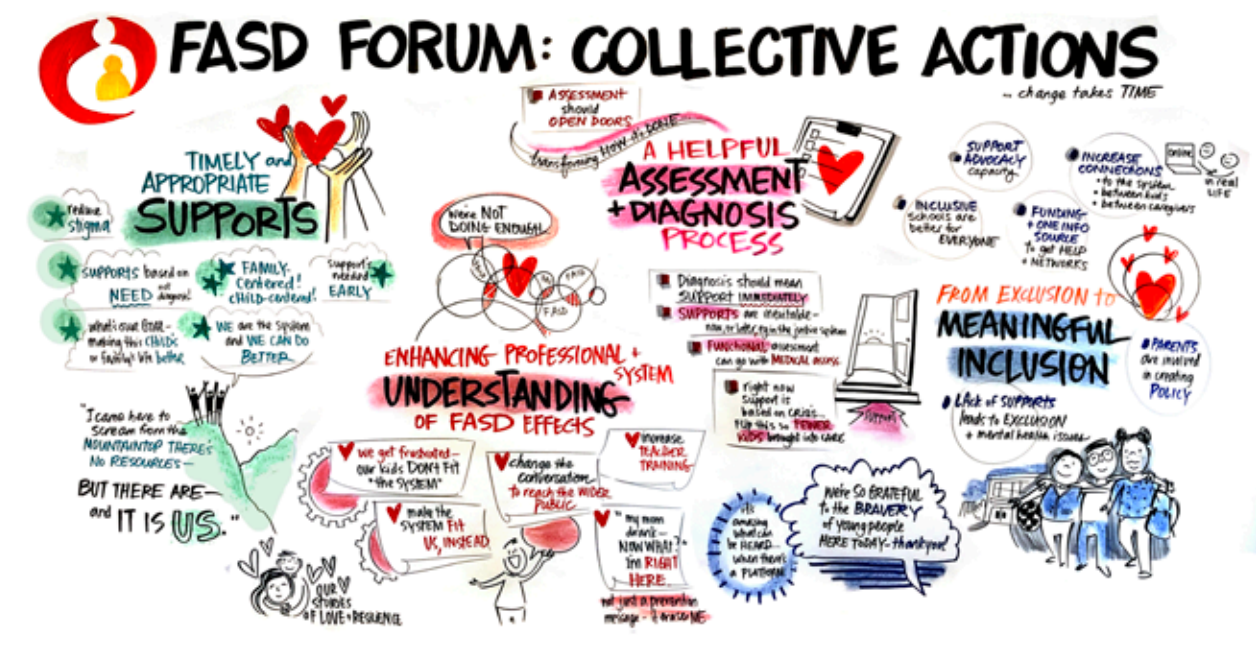 FASD FORUM: COLLECTIVE ACTIONS
... change takes TIME
TIMELY and
APPROPRIATE
SUPPORTS
reduce
stigma
SUPPORTS based on
NEED not diagnosis!
FAMILY-
centered!
child-centered!
supports
needed
EARLY
what's our GOAL -
making this CHILD'S
or family's life better
WE are the system
and WE CAN DO
BETTER
"I came here to
scream from the
MOUNTAINTOP THERE'S
NO RESOURCES -
BUT THERE ARE -
and IT IS US."
OUR
STORIES
OF LOVE + RESILIENCE
ASSESSMENT
should
OPEN DOORS
transforming HOW it's DONE
A HELPFUL
ASSESSMENT
+ DIAGNOSIS
PROCESS
Diagnosis should mean
SUPPORT IMMEDIATELY
SUPPORTS are inevitable -
now, or later, eg in the justice system
FUNCTIONAL assessment
can go with MEDICAL assess.
right now
support is
based on CRISIS...
FLIP this so FEWER
KIDS brought into CARE
SUPPORTS
we're NOT
DOING ENOUGH
FASD
ENHANCING PROFESSIONAL +
SYSTEM
UNDERSTANDING
OF FASD EFFECTS
we get frustrated -
our kids DON'T FIT
"the SYSTEM"
make the
SYSTEM FIT
US, INSTEAD
change the
conversation
to reach the WIDER
PUBLIC
increase
TEACHER
TRAINING
"my mom
drank -
NOW WHAT?"
I'm RIGHT
HERE
not just a prevention
message - it erases ME
SUPPORT
ADVOCACY
capacity
INCREASE
CONNECTIONS
• to the system
• between kids
• between caregivers
online
in real
LIFE
INCLUSIVE
schools are
better for
EVERYONE
FUNDING
+ ONE INFO
SOURCE
to get HELP
+ NETWORKS
FROM EXCLUSION to
MEANINGFUL
INCLUSION
PARENTS
are involved
in creating
POLICY
Lack of SUPPORTS
leads to EXCLUSION
+ mental health issues
it's
amazing
what can
be HEARD...
when there's
a PLATFORM
we're SO GRATEFUL
to the BRAVERY
of young people
HERE TODAY - thank you!